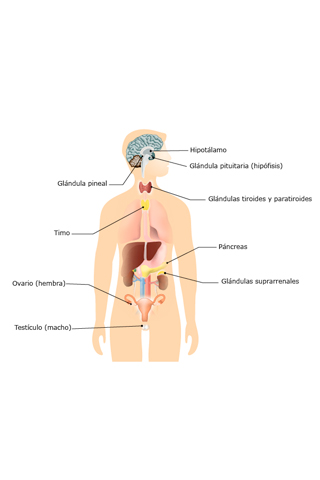 Hipotálamo
Glándula pituitaria (hipófisis)
Glándula pineal
Glándulas tiroides y paratiroides
Timo
Páncreas
Glándulas suprarrenales
Ovario (hembra)
Testículo (macho)